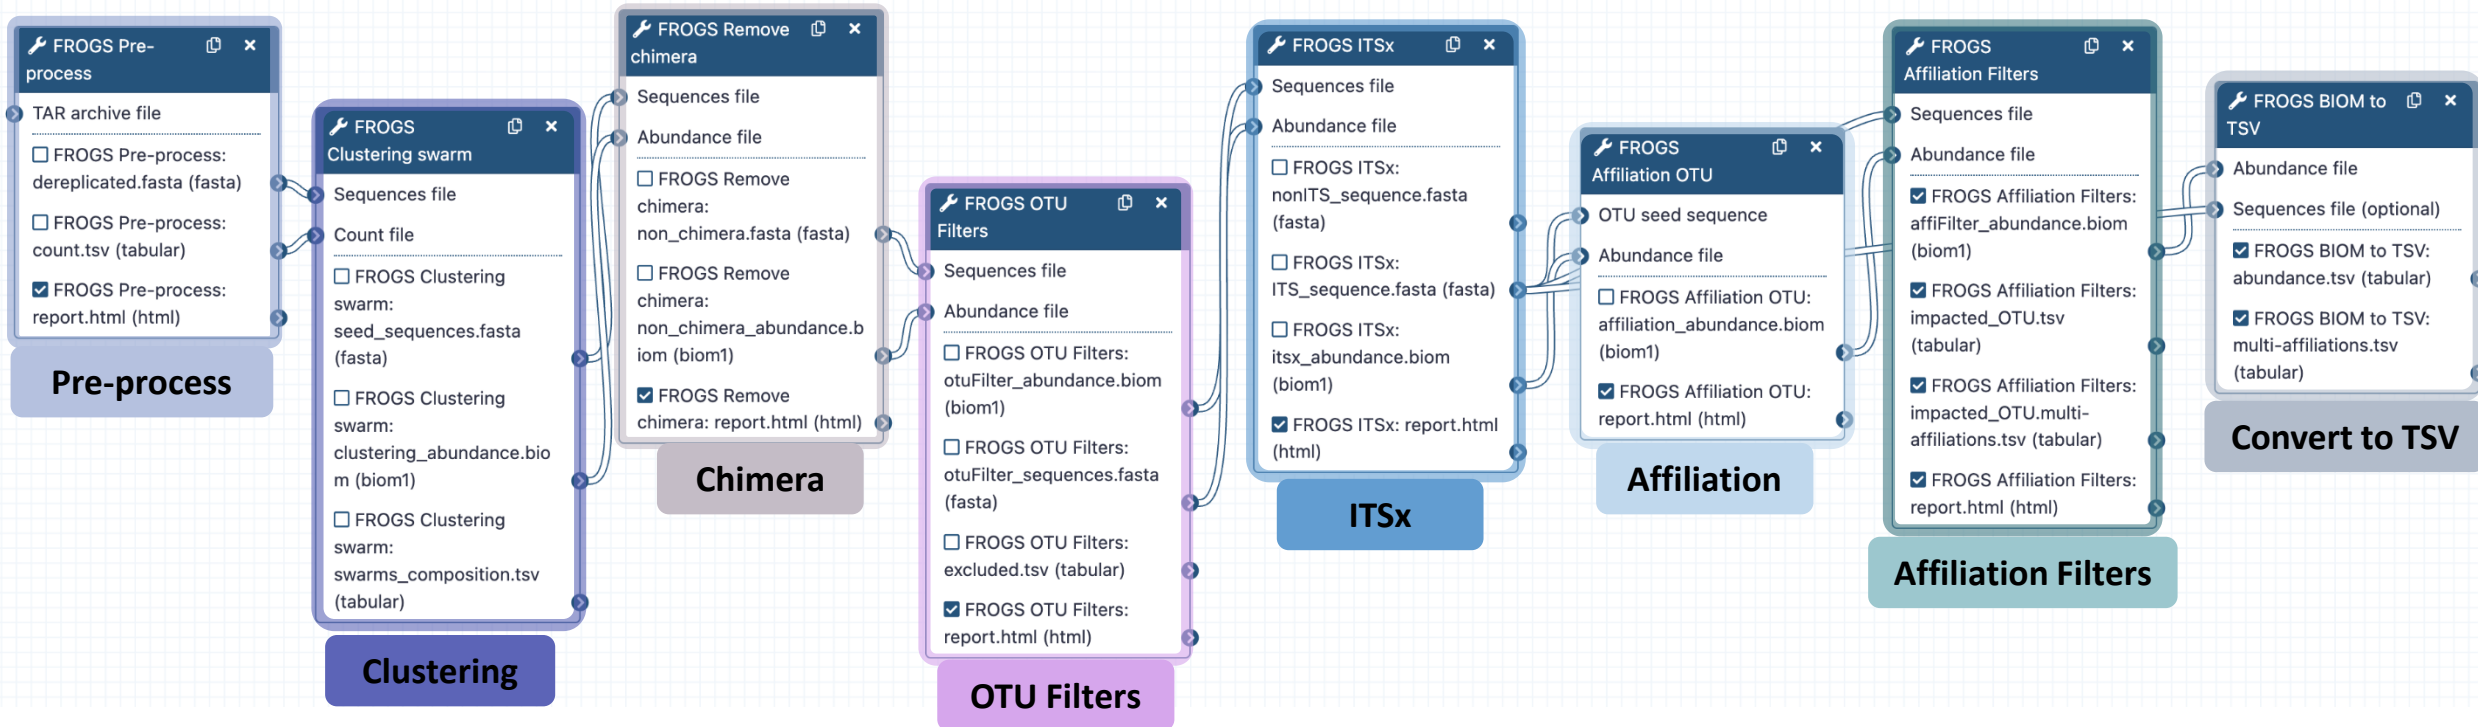 FROGS Pre-
process
TAR archive file
FROGS Pre-process:
dereplicated.fasta (fasta)
FROGS Pre-process:
count.tsv (tabular)
FROGS Pre-process:
report.html (html)
Pre-process
FROGS
Clustering swarm
Sequences file
Count file
FROGS Clustering
swarm:
seed_sequences.fasta
(fasta)
FROGS Clustering
swarm:
clustering_abundance.bio
m (biom1)
FROGS Clustering
swarm:
swarms_composition.tsv
(tabular)
Clustering
FROGS Remove
chimera
Sequences file
Abundance file
FROGS Remove
chimera:
non_chimera.fasta (fasta)
FROGS Remove
chimera:
non_chimera_abundance.b
iom (biom1)
FROGS Remove
chimera: report.html (html)
Chimera
FROGS OTU
Filters
Sequences file
Abundance file
FROGS OTU Filters:
otuFilter_abundance.biom
(biom1)
FROGS OTU Filters:
otuFilter_sequences.fasta
(fasta)
FROGS OTU Filters:
excluded.tsv (tabular)
FROGS OTU Filters:
report.html (html)
OTU Filters
FROGS ITSx
Sequences file
Abundance file
FROGS ITSx:
nonITS_sequence.fasta
(fasta)
FROGS ITSx:
ITS_sequence.fasta (fasta)
FROGS ITSx:
itsx_abundance.biom
(biom1)
FROGS ITSx: report.html
(html)
ITSx
FROGS
Affiliation OTU
OTU seed sequence
Abundance file
FROGS Affiliation OTU:
affiliation_abundance.biom
(biom1)
FROGS Affiliation OTU:
report.html (html)
Affiliation
FROGS
Affiliation Filters
Sequences file
Abundance file
FROGS Affiliation Filters:
affiFilter_abundance.biom
(biom1)
FROGS Affiliation Filters:
impacted_OTU.tsv
(tabular)
FROGS Affiliation Filters:
impacted_OTU.multi-
affiliations.tsv (tabular)
FROGS Affiliation Filters:
report.html (html)
Affiliation Filters
FROGS BIOM to
TSV
Abundance file
Sequences file (optional)
FROGS BIOM to TSV:
abundance.tsv (tabular)
FROGS BIOM to TSV:
multi-affiliations.tsv
(tabular)
Convert to TSV